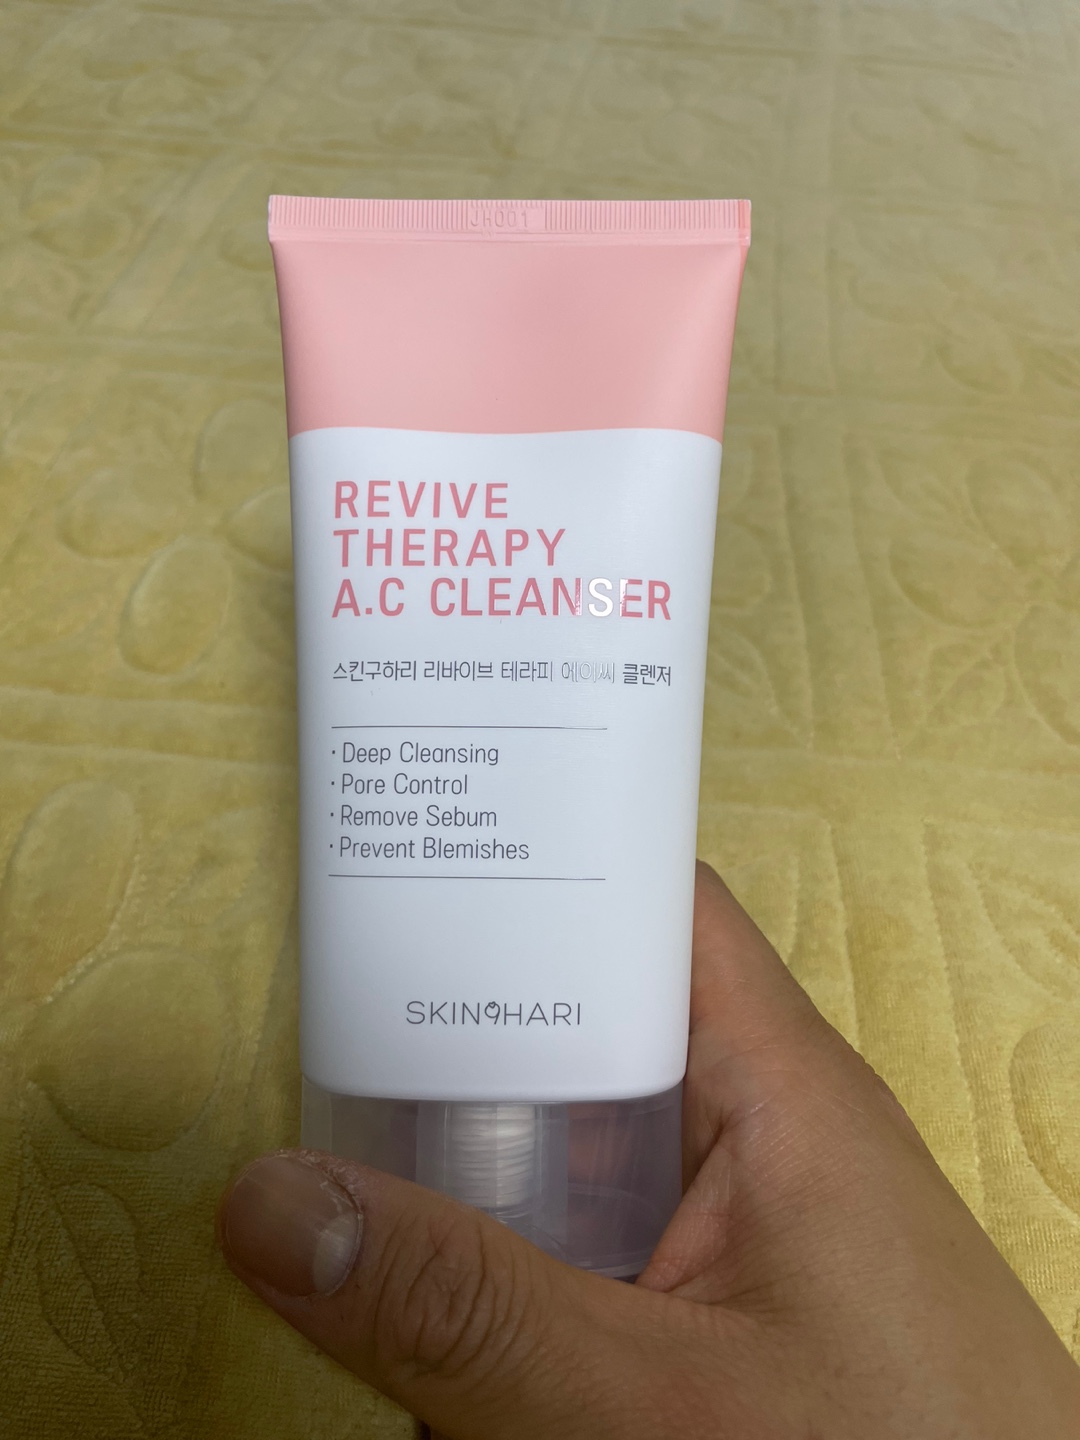 JH001
REVIVE
THERAPY
A.C CLEANSER
스킨구하리 리바이브 테라피 에이씨 클렌저
· Deep Cleansing
· Pore Control
· Remove Sebum
· Prevent Blemishes
SKIN9HARI